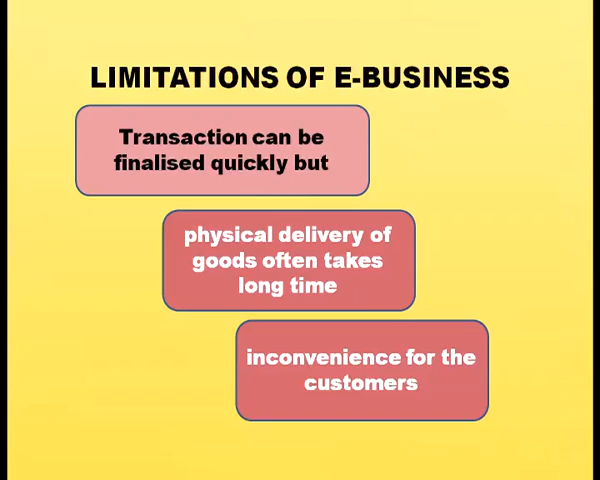 LIMITATIONS OF E-BUSINESS
Transaction can be
finalised quickly but
physical delivery of
goods often takes
long time
inconvenience for the
customers